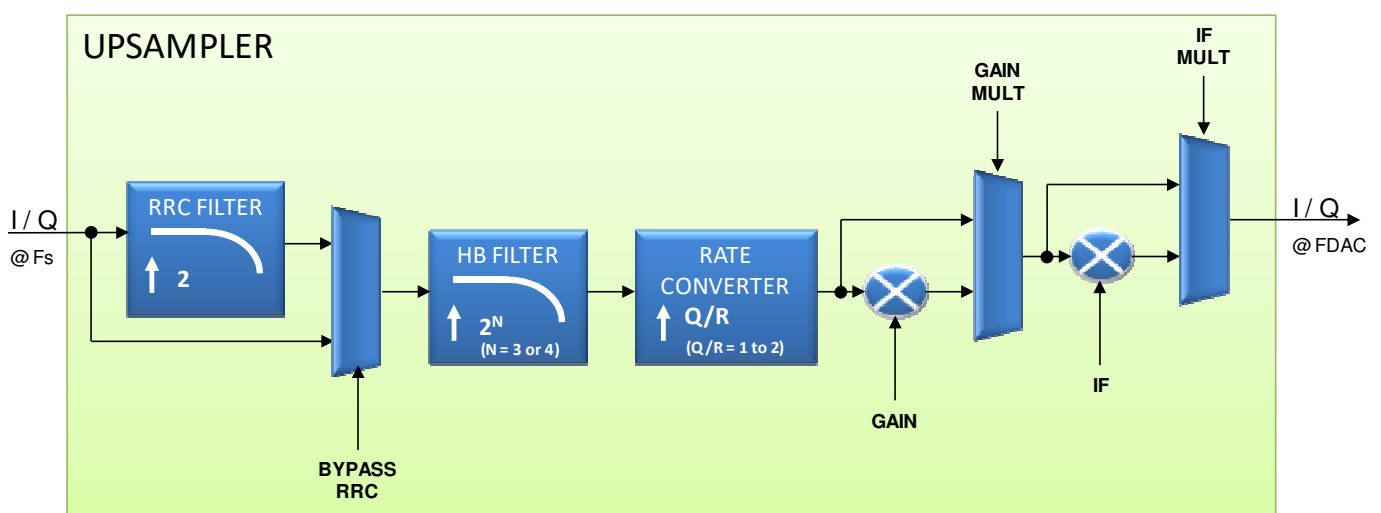 UPSAMPLER
IF
MULT
GAIN
MULT
I / Q
@ Fs
RRC FILTER
2
HB FILTER
2^N
(N = 3 or 4)
RATE
CONVERTER
Q/R
(Q/R = 1 to 2)
I / Q
@ FDAC
IF
GAIN
BYPASS
RRC